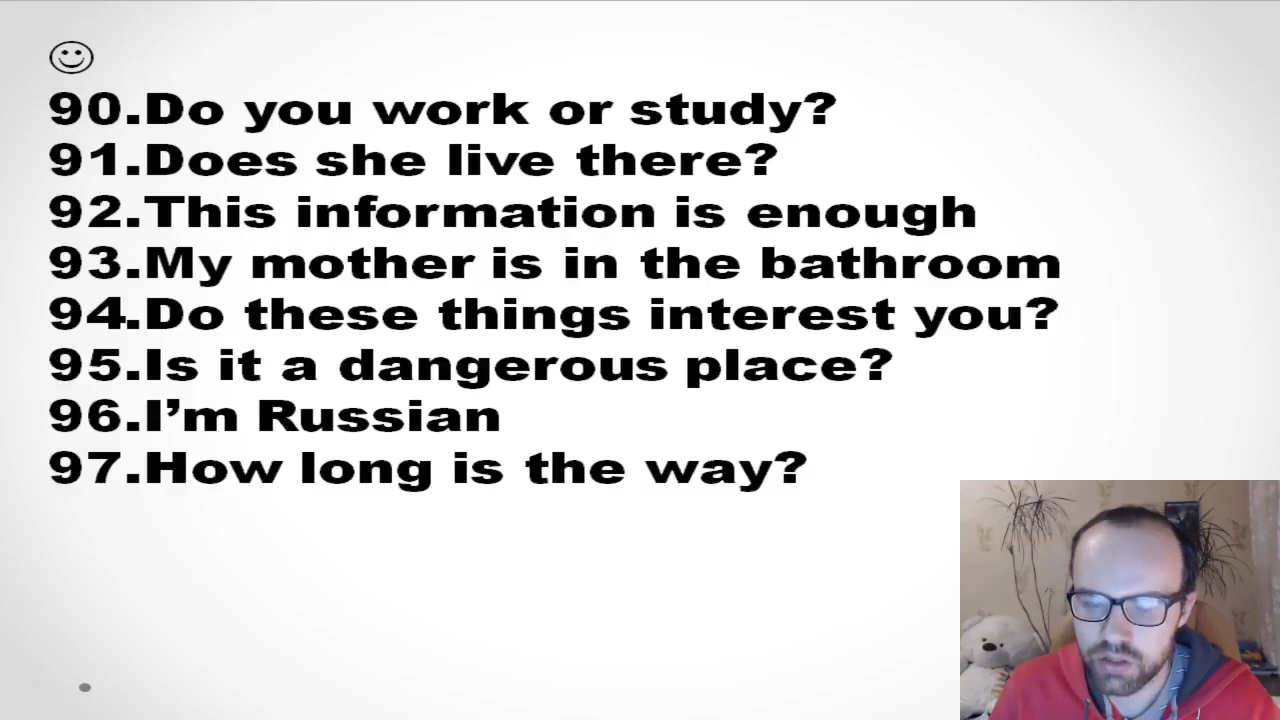 90.Do you work or study?
91.Does she live there?
92.This information is enough
93.My mother is in the bathroom
94.Do these things interest you?
95.Is it a dangerous place?
96.I’m Russian
97.How long is the way?